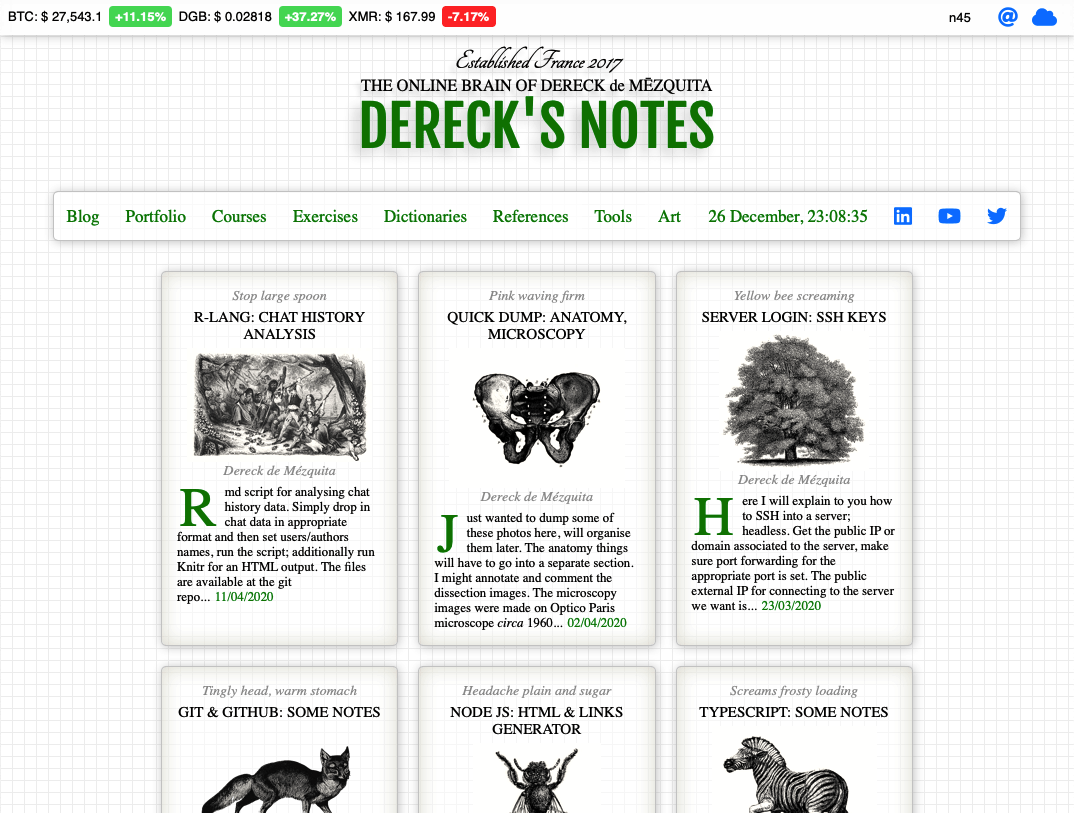 BTC: $ 27,543.1 +11.15% DGB: $ 0.02818 +37.27% XMR: $ 167.99 -7.17% n45
Established France 2017
THE ONLINE BRAIN OF DERECK de MĒZQUITA
DERECK'S NOTES
Blog Portfolio Courses Exercises Dictionaries References Tools Art 26 December, 23:08:35
Stop large spoon
R-LANG: CHAT HISTORY
ANALYSIS
Dereck de Mézquita
Rmd script for analysing chat
history data. Simply drop in
chat data in appropriate
format and then set users/authors
names, run the script; additionally run
Knitr for an HTML output. The files
are available at the git
repo... 11/04/2020
Pink waving firm
QUICK DUMP: ANATOMY,
MICROSCOPY
Dereck de Mézquita
Just wanted to dump some of
these photos here, will organise
them later. The anatomy things
will have to go into a separate section.
I might annotate and comment the
dissection images. The microscopy
images were made on Optico Paris
microscope circa 1960... 02/04/2020
Yellow bee screaming
SERVER LOGIN: SSH KEYS
Dereck de Mézquita
Here I will explain to you how
to SSH into a server;
headless. Get the public IP or
domain associated to the server, make
sure port forwarding for the
appropriate port is set. The public
external IP for connecting to the server
we want is... 23/03/2020
Tingly head, warm stomach
GIT & GITHUB: SOME NOTES
Headache plain and sugar
NODE JS: HTML & LINKS
GENERATOR
Screams frosty loading
TYPESCRIPT: SOME NOTES